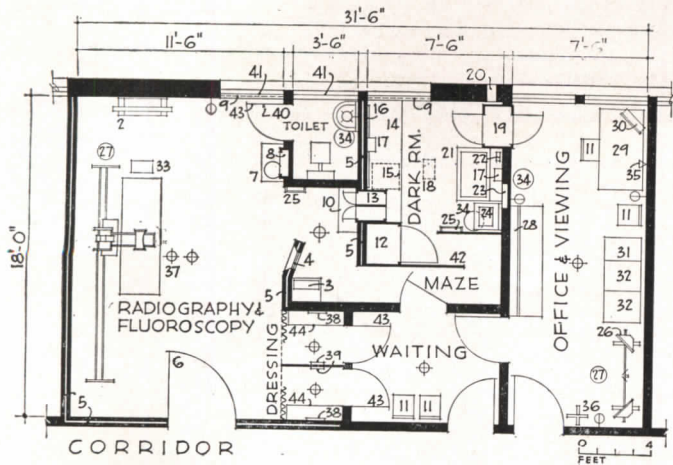 31'-6"
11'-6" 3'-6" 7'-6" 7'-6"
41 41 20
9 43 40 9
2 TOILET 16 14 19 30
27 34 17 21 11 29
33 8 5 22 35
7 15 18 17 34
25 13 DARK RM. 23
10 34 24 28 11
18'-0" 25
37 5 12 31
4 42 32
3 MAZE 32
5 OFFICE & VIEWING
RADIOGRAPHY &
FLUOROSCOPY
38 43 26
44
DRESSING 39 WAITING
6 27
44 11 11
5 38 43 36
CORRIDOR 0 4
FEET